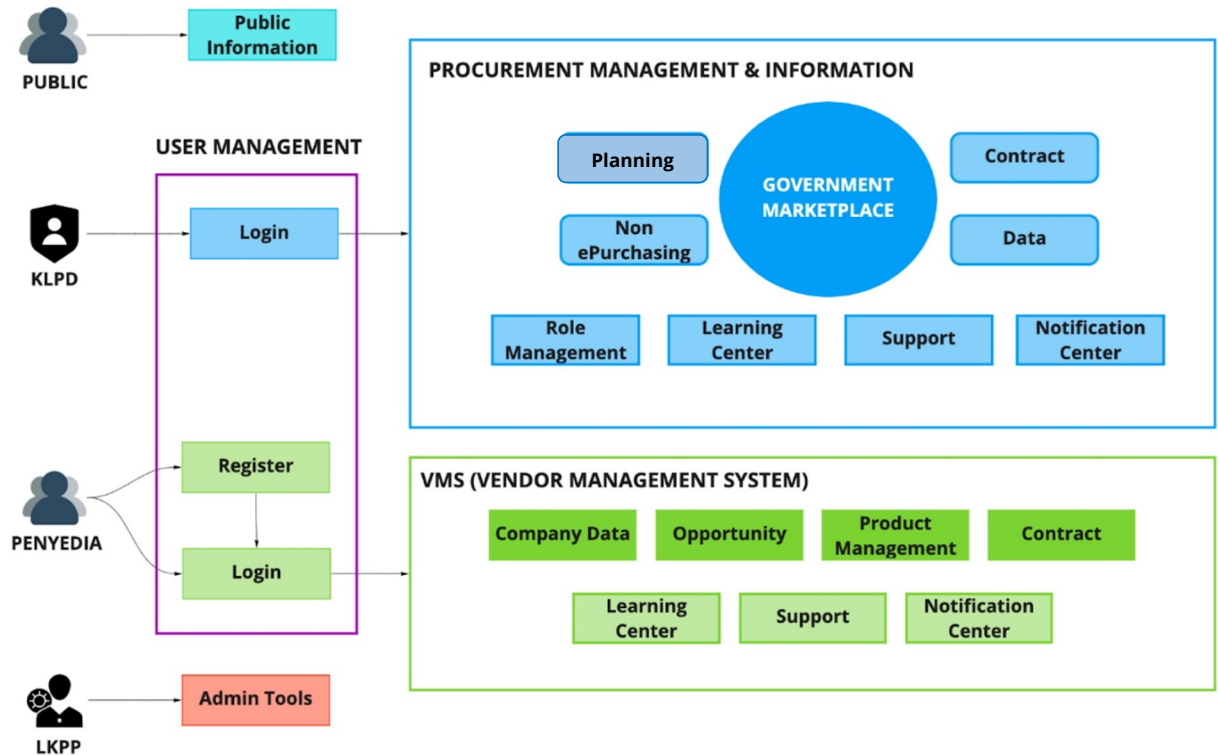 PUBLIC
Public
Information
USER MANAGEMENT
KLPD
Login
PROCUREMENT MANAGEMENT & INFORMATION
Planning
GOVERNMENT
MARKETPLACE
Contract
Non
ePurchasing
Data
Role
Management
Learning
Center
Support
Notification
Center
PENYEDIA
Register
Login
VMS (VENDOR MANAGEMENT SYSTEM)
Company Data
Opportunity
Product
Management
Contract
Learning
Center
Support
Notification
Center
LKPP
Admin Tools